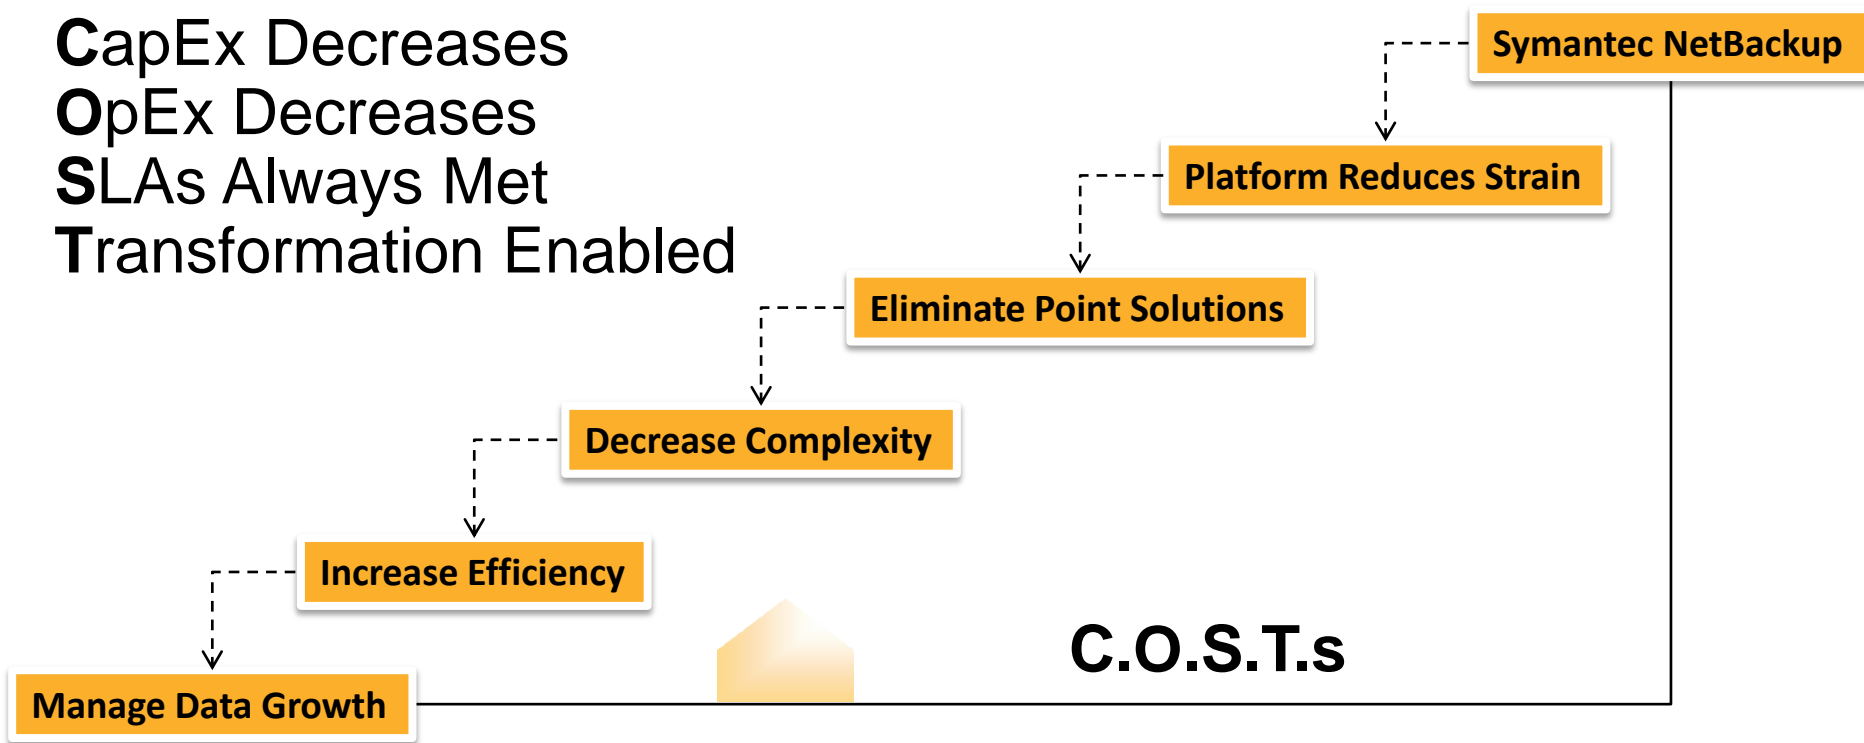 CapEx Decreases
OpEx Decreases
SLAs Always Met
Transformation Enabled
Symantec NetBackup
Platform Reduces Strain
Eliminate Point Solutions
Decrease Complexity
Increase Efficiency
Manage Data Growth
C.O.S.T.s